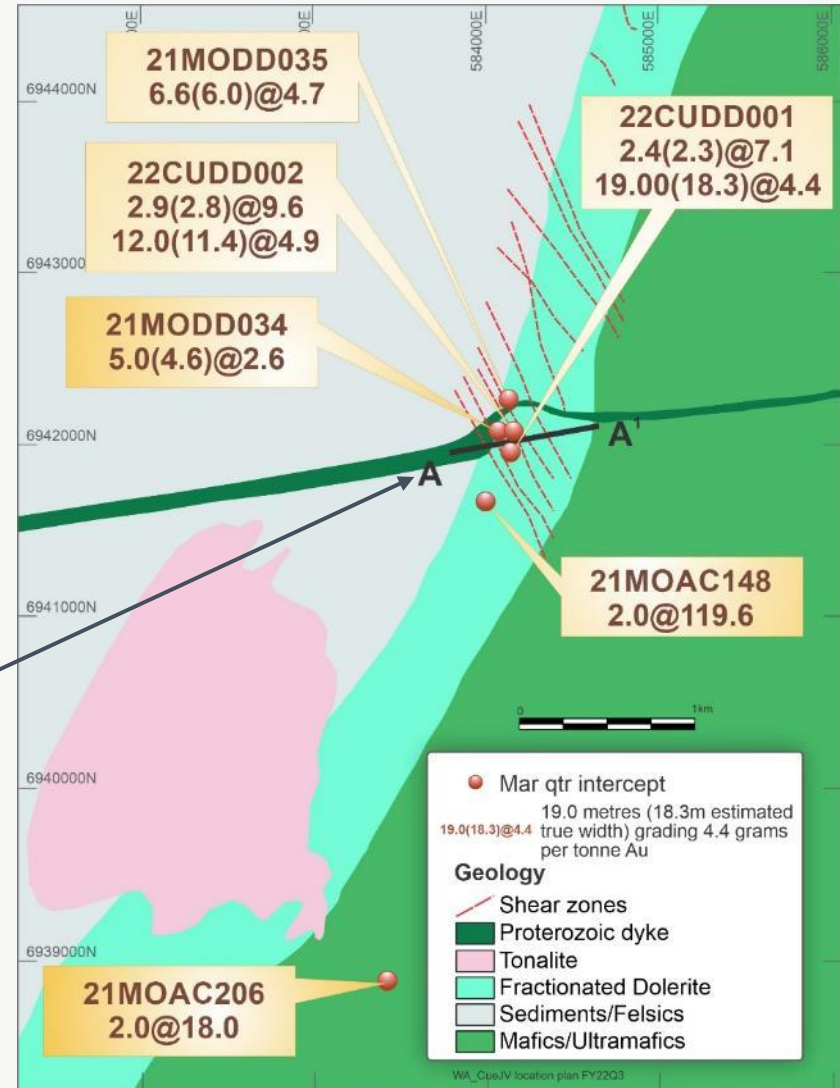 584000E
585000E
586000E
6944000N
6943000N
6942000N
6941000N
6940000N
6939000N
21MODD035
6.6(6.0)@4.7
22CUDD001
2.4(2.3)@7.1
19.00(18.3)@4.4
22CUDD002
2.9(2.8)@9.6
12.0(11.4)@4.9
21MODD034
5.0(4.6)@2.6
A
A1
21MOAC148
2.0@119.6
0 1km
Mar qtr intercept
19.0(18.3)@4.4 19.0 metres (18.3m estimated
true width) grading 4.4 grams
per tonne Au
Geology
Shear zones
Proterozoic dyke
Tonalite
Fractionated Dolerite
Sediments/Felsics
Mafics/Ultramafics
21MOAC206
2.0@18.0
WA_CueJV location plan FY22Q3